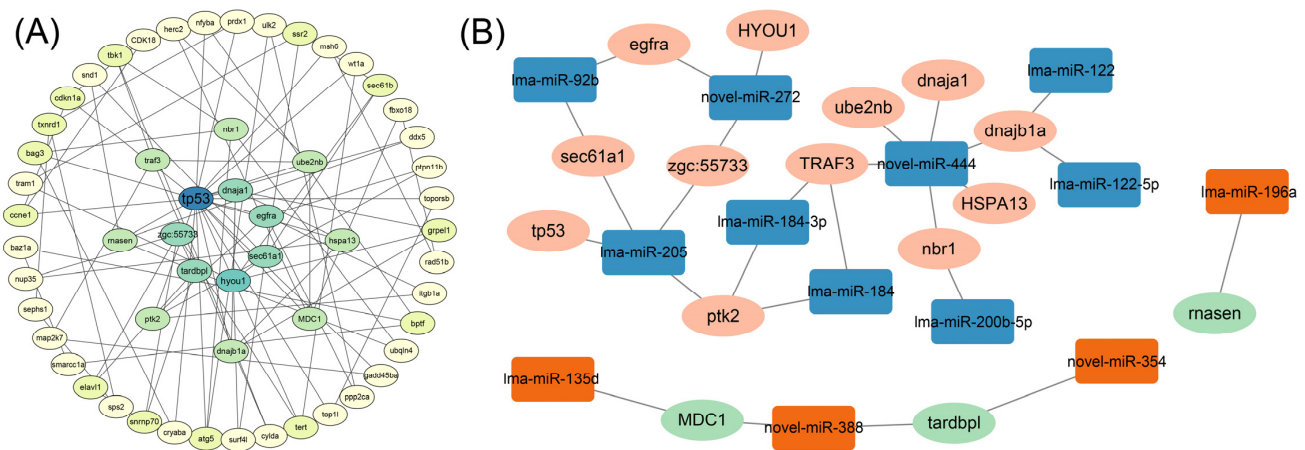 (A)
nfyba
prdx1
ulk2
herc2
ssr2
CDK18
msh6
tbk1
wt1a
snd1
sec61b
cdkn1a
fbxo18
txnrd1
nbr1
ddx5
bag3
traf3
ube2nb
ptpn11b
tram1
dnaja1
tp53
toporsb
ccne1
egfra
grpel1
rnasen
zgc:55733
hspa13
baz1a
sec61a1
rad51b
nup35
tardbpl
hyou1
itgb1a
sephs1
ptk2
MDC1
bptf
map2k7
dnajb1a
ubqln4
smarcc1a
gadd45ba
elavl1
ppp2ca
sps2
top1l
snrnp70
tert
cryaba
atg5
surf4l
cylda
(B)
HYOU1
egfra
lma-miR-92b
novel-miR-272
dnaja1
lma-miR-122
ube2nb
dnajb1a
sec61a1
zgc:55733
TRAF3
novel-miR-444
lma-miR-122-5p
lma-miR-196a
HSPA13
lma-miR-184-3p
tp53
lma-miR-205
nbr1
lma-miR-184
rnasen
ptk2
lma-miR-200b-5p
novel-miR-354
lma-miR-135d
MDC1
novel-miR-388
tardbpl